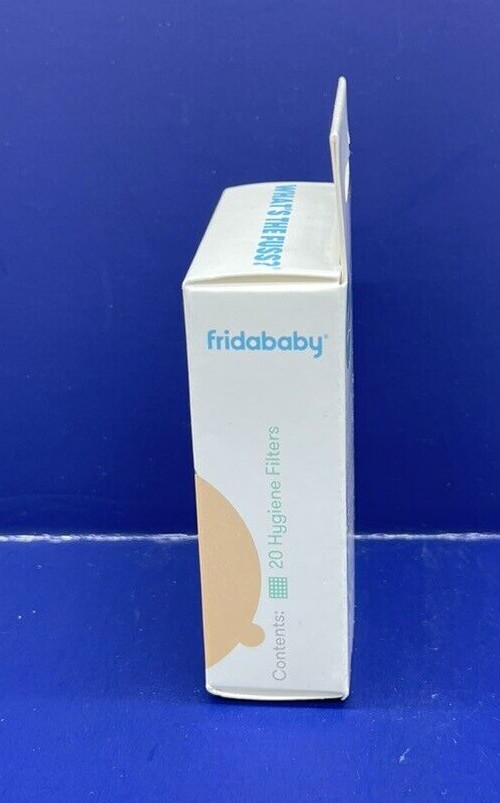 WHAT'S THE FUSS?
fridababy®
Contents: 20 Hygiene Filters